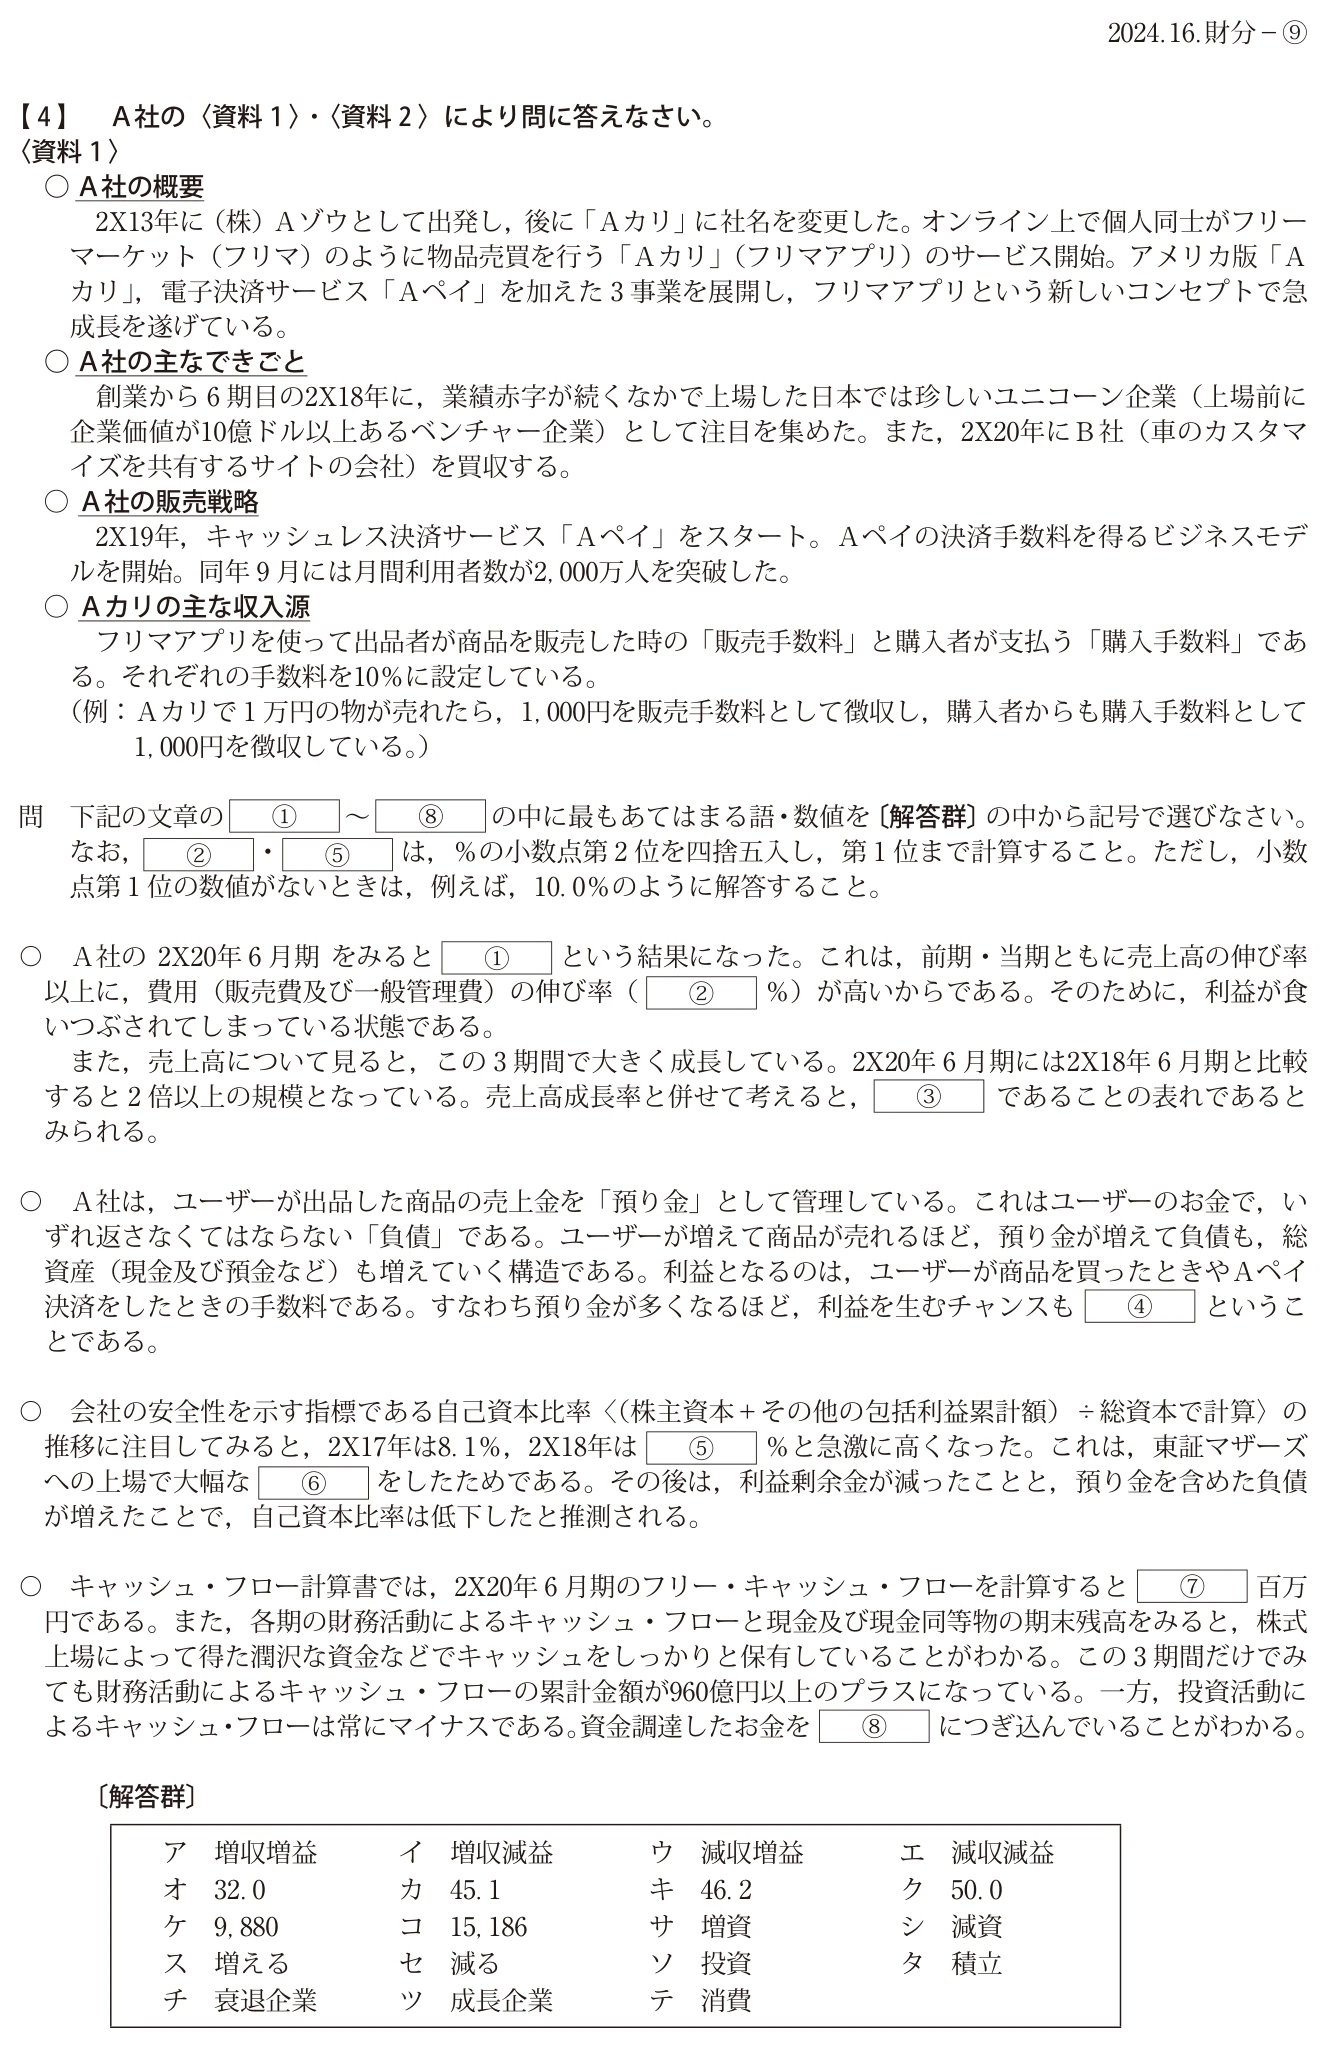 2024.16.財分－⑨
【4】 A社の〈資料1〉・〈資料2〉により問に答えなさい。
〈資料1〉
○ A社の概要
2X13年に（株）Aゾウとして出発し，後に「Aカリ」に社名を変更した。オンライン上で個人同士がフリー
マーケット（フリマ）のように物品売買を行う「Aカリ」（フリマアプリ）のサービス開始。アメリカ版「A
カリ」，電子決済サービス「Aペイ」を加えた3事業を展開し，フリマアプリという新しいコンセプトで急
成長を遂げている。
○ A社の主なできごと
創業から6期目の2X18年に，業績赤字が続くなかで上場した日本では珍しいユニコーン企業（上場前に
企業価値が10億ドル以上あるベンチャー企業）として注目を集めた。また，2X20年にB社（車のカスタマ
イズを共有するサイトの会社）を買収する。
○ A社の販売戦略
2X19年，キャッシュレス決済サービス「Aペイ」をスタート。Aペイの決済手数料を得るビジネスモデ
ルを開始。同年9月には月間利用者数が2,000万人を突破した。
○ Aカリの主な収入源
フリマアプリを使って出品者が商品を販売した時の「販売手数料」と購入者が支払う「購入手数料」であ
る。それぞれの手数料を10％に設定している。
（例：Aカリで1万円の物が売れたら，1,000円を販売手数料として徴収し，購入者からも購入手数料として
1,000円を徴収している。）
問 下記の文章の ① ～ ⑧ の中に最もあてはまる語・数値を〔解答群〕の中から記号で選びなさい。
なお， ② ・ ⑤ は，％の小数点第2位を四捨五入し，第1位まで計算すること。ただし，小数
点第1位の数値がないときは，例えば，10.0％のように解答すること。
○ A社の 2X20年6月期 をみると ① という結果になった。これは，前期・当期ともに売上高の伸び率
以上に，費用（販売費及び一般管理費）の伸び率（ ② ％）が高いからである。そのために，利益が食
いつぶされてしまっている状態である。
また，売上高について見ると，この3期間で大きく成長している。2X20年6月期には2X18年6月期と比較
すると2倍以上の規模となっている。売上高成長率と併せて考えると， ③ であることの表れであると
みられる。
○ A社は，ユーザーが出品した商品の売上金を「預り金」として管理している。これはユーザーのお金で，い
ずれ返さなくてはならない「負債」である。ユーザーが増えて商品が売れるほど，預り金が増えて負債も，総
資産（現金及び預金など）も増えていく構造である。利益となるのは，ユーザーが商品を買ったときやAペイ
決済をしたときの手数料である。すなわち預り金が多くなるほど，利益を生むチャンスも ④ というこ
とである。
○ 会社の安全性を示す指標である自己資本比率〈（株主資本＋その他の包括利益累計額）÷総資本で計算〉の
推移に注目してみると，2X17年は8.1％，2X18年は ⑤ ％と急激に高くなった。これは，東証マザーズ
への上場で大幅な ⑥ をしたためである。その後は，利益剰余金が減ったことと，預り金を含めた負債
が増えたことで，自己資本比率は低下したと推測される。
○ キャッシュ・フロー計算書では，2X20年6月期のフリー・キャッシュ・フローを計算すると ⑦ 百万
円である。また，各期の財務活動によるキャッシュ・フローと現金及び現金同等物の期末残高をみると，株式
上場によって得た潤沢な資金などでキャッシュをしっかりと保有していることがわかる。この3期間だけでみ
ても財務活動によるキャッシュ・フローの累計金額が960億円以上のプラスになっている。一方，投資活動に
よるキャッシュ・フローは常にマイナスである。資金調達したお金を ⑧ につぎ込んでいることがわかる。
〔解答群〕
ア 増収増益 イ 増収減益 ウ 減収増益 エ 減収減益
オ 32.0 カ 45.1 キ 46.2 ク 50.0
ケ 9,880 コ 15,186 サ 増資 シ 減資
ス 増える セ 減る ソ 投資 タ 積立
チ 衰退企業 ツ 成長企業 テ 消費